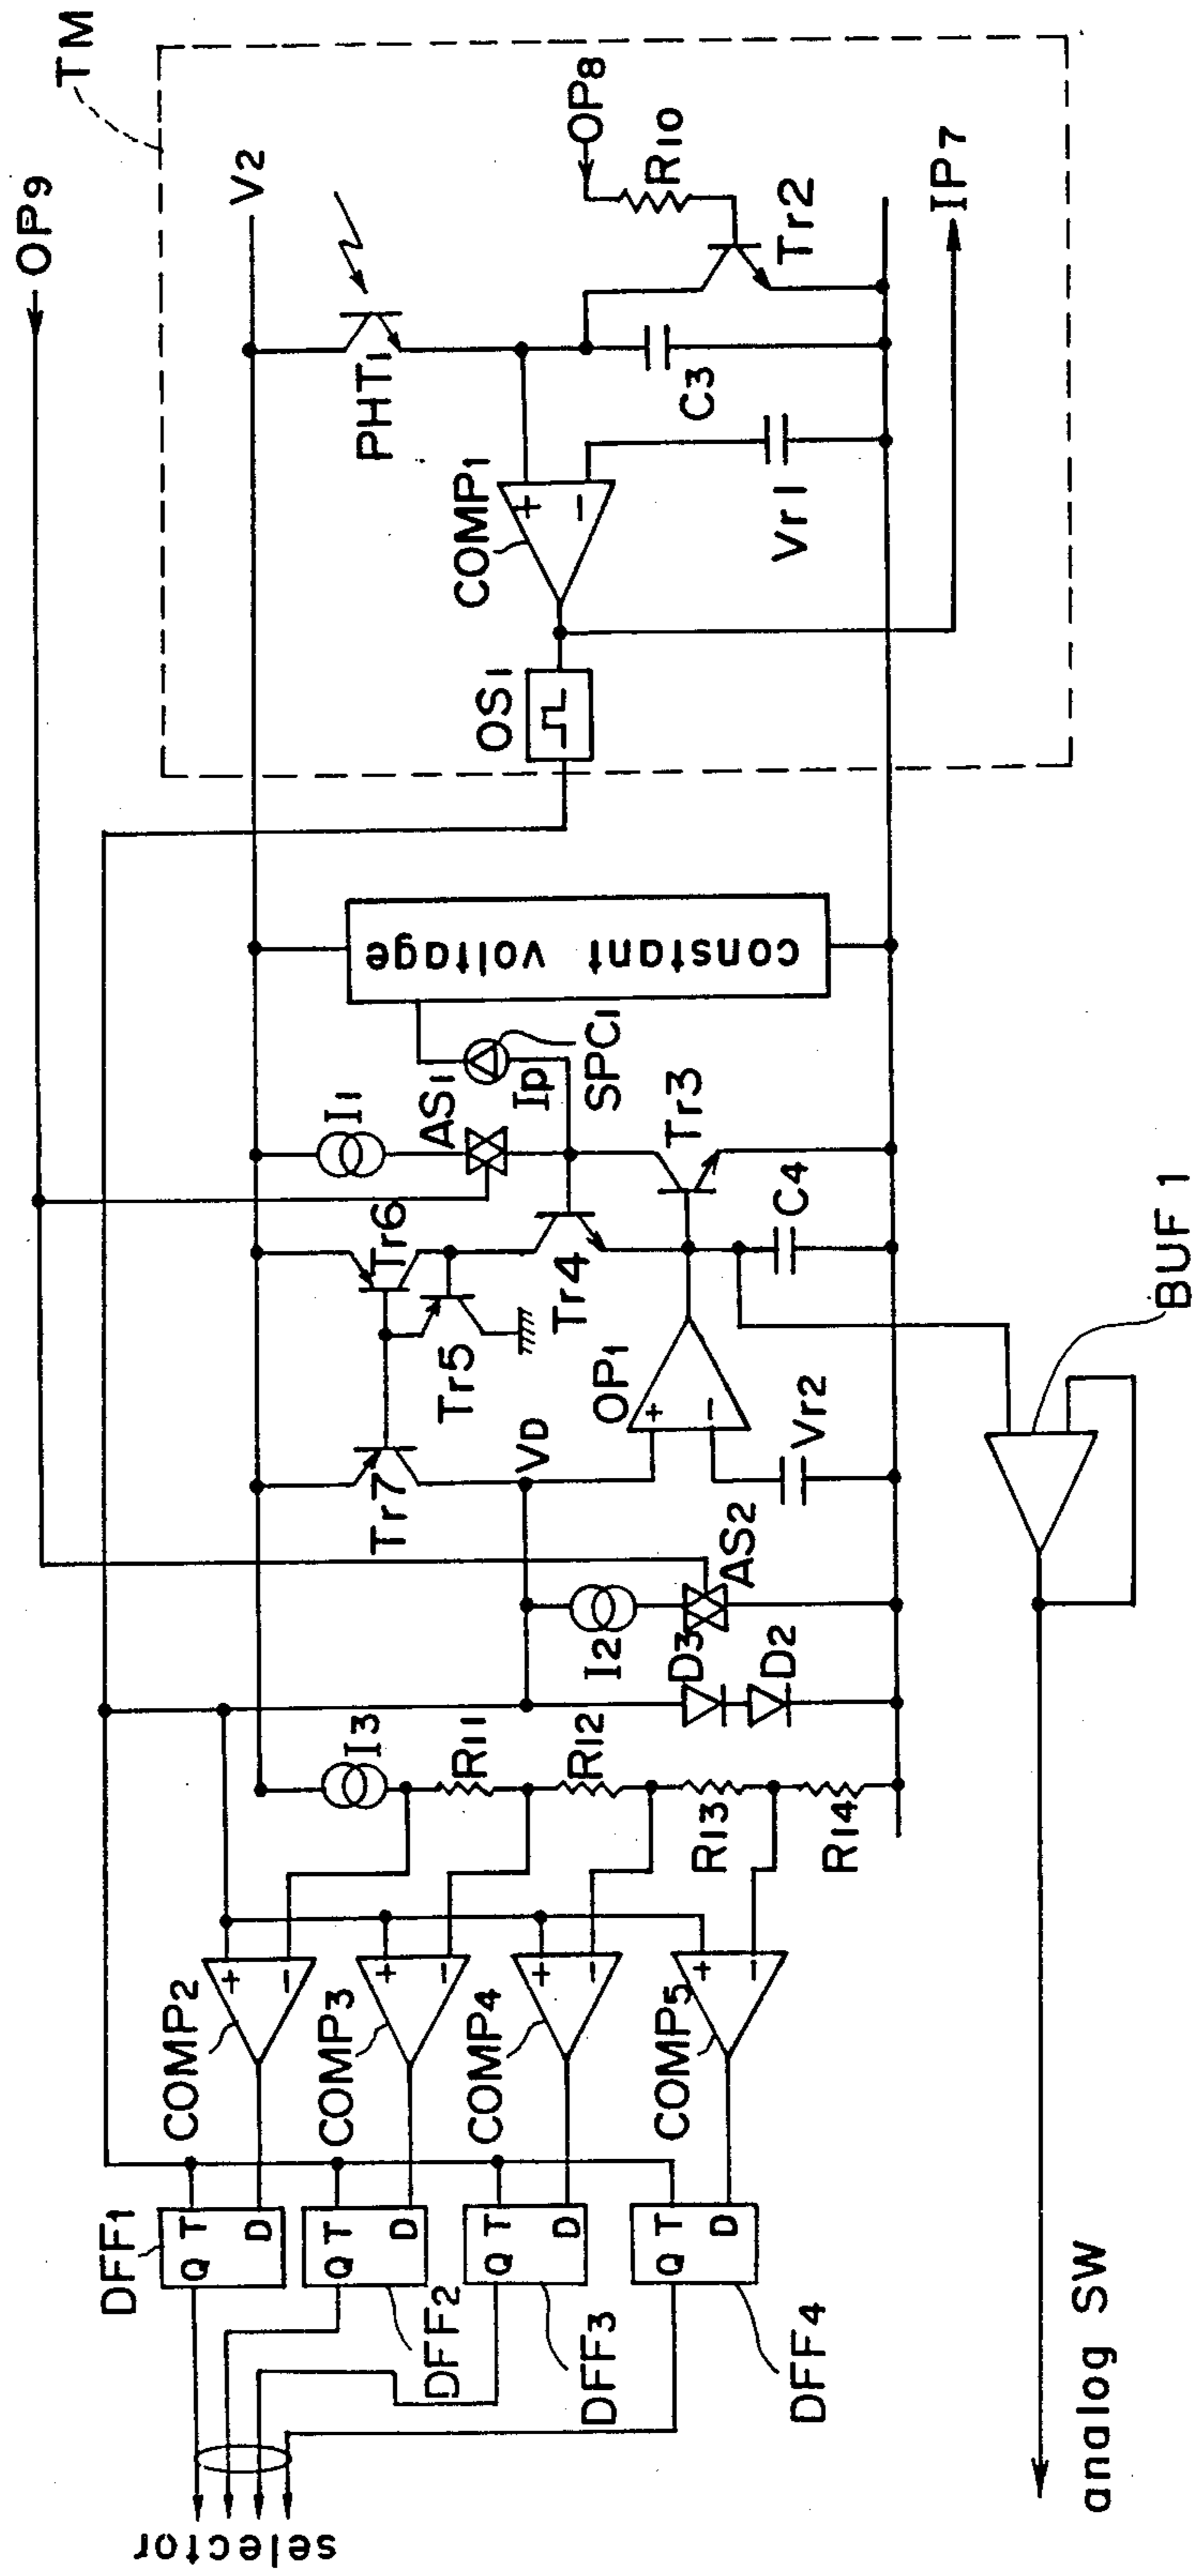 TM
OP9
V2
OP8
R10
PHT1
Tr2
IP7
C3
COMP1
+
−
Vr1
OS1
constant voltage
SPC1
Ip
I1
AS1
Tr3
Tr6
Tr4
C4
BUF 1
Tr5
OP1
+
−
Vr2
VD
Tr7
AS2
I2
D3
D2
I3
R11
R12
R13
R14
COMP2
+
−
COMP3
+
−
COMP4
+
−
COMP5
+
−
DFF1
Q T
D
DFF2
Q T
D
DFF3
Q T
D
DFF4
Q T
D
selector
analog SW